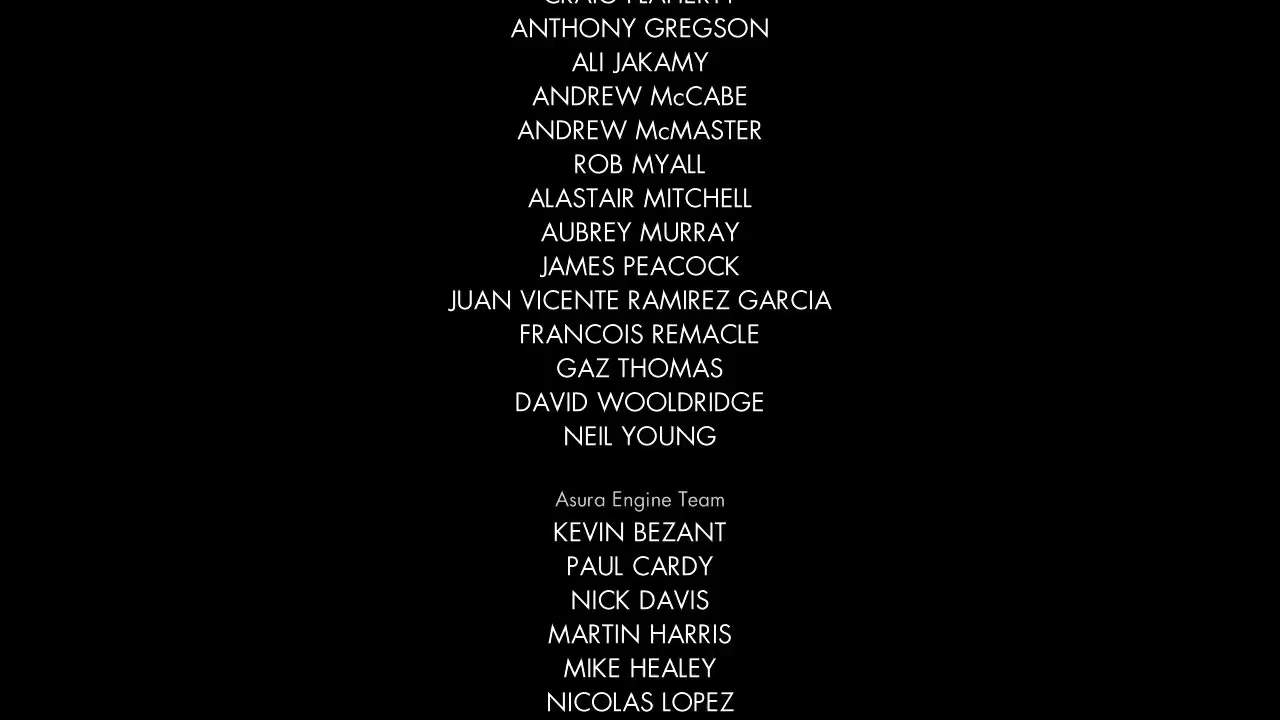 CRAIG FLAHERTY
ANTHONY GREGSON
ALI JAKAMY
ANDREW McCABE
ANDREW McMASTER
ROB MYALL
ALASTAIR MITCHELL
AUBREY MURRAY
JAMES PEACOCK
JUAN VICENTE RAMIREZ GARCIA
FRANCOIS REMACLE
GAZ THOMAS
DAVID WOOLDRIDGE
NEIL YOUNG
Asura Engine Team
KEVIN BEZANT
PAUL CARDY
NICK DAVIS
MARTIN HARRIS
MIKE HEALEY
NICOLAS LOPEZ